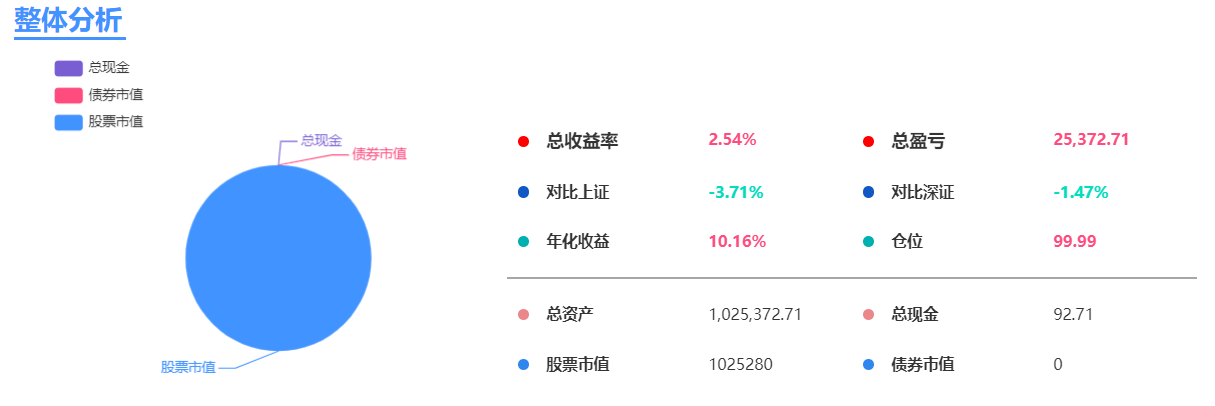 整体分析
总现金
债券市值
股票市值
总现金
债券市值
股票市值
总收益率 2.54% 总盈亏 25,372.71
对比上证 -3.71% 对比深证 -1.47%
年化收益 10.16% 仓位 99.99
总资产 1,025,372.71 总现金 92.71
股票市值 1025280 债券市值 0